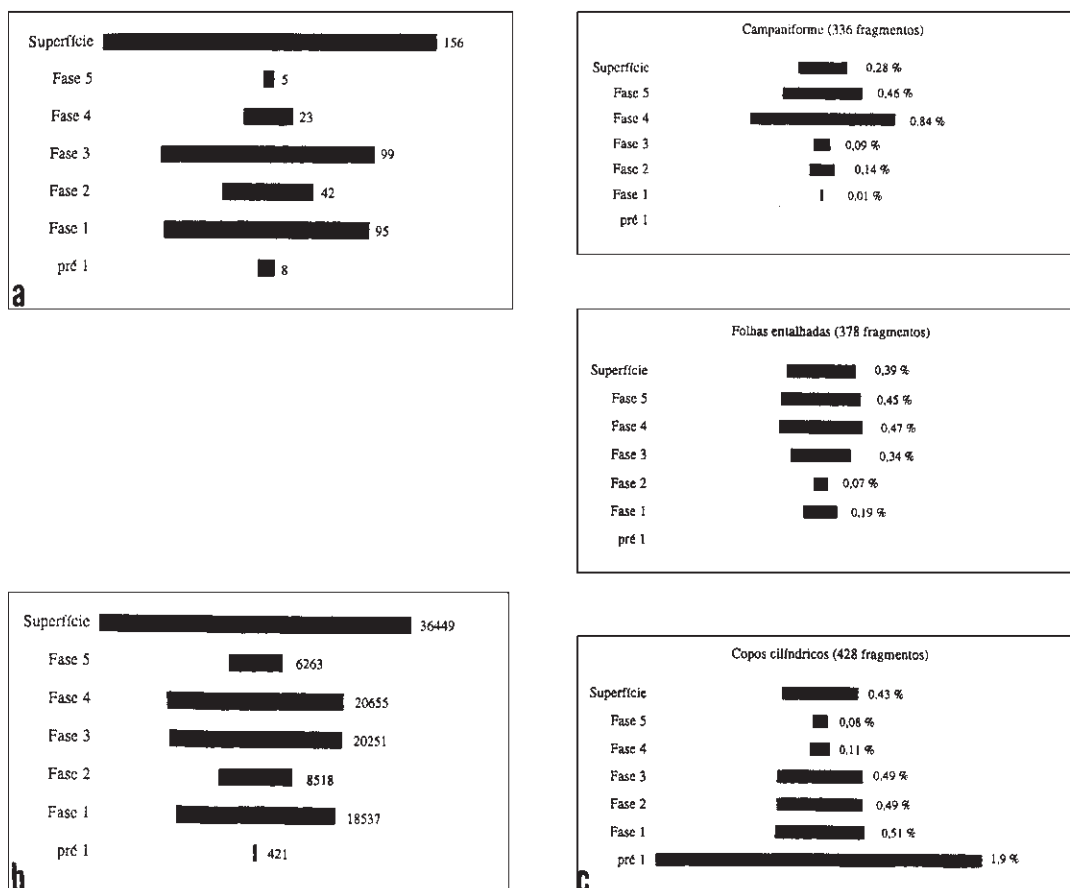 Superfície 156
Fase 5 5
Fase 4 23
Fase 3 99
Fase 2 42
Fase 1 95
pré 1 8
a
Superfície 36449
Fase 5 6263
Fase 4 20655
Fase 3 20251
Fase 2 8518
Fase 1 18537
pré 1 421
b
Campaniforme (336 fragmentos)
Superfície 0,28 %
Fase 5 0,46 %
Fase 4 0.84 %
Fase 3 0,09 %
Fase 2 0,14 %
Fase 1 0,01 %
pré 1
Folhas entalhadas (378 fragmentos)
Superfície 0,39 %
Fase 5 0,45 %
Fase 4 0,47 %
Fase 3 0,34 %
Fase 2 0,07 %
Fase 1 0,19 %
pré 1
Copos cilíndricos (428 fragmentos)
Superfície 0,43 %
Fase 5 0,08 %
Fase 4 0,11 %
Fase 3 0,49 %
Fase 2 0,49 %
Fase 1 0,51 %
pré 1 1,9 %
c